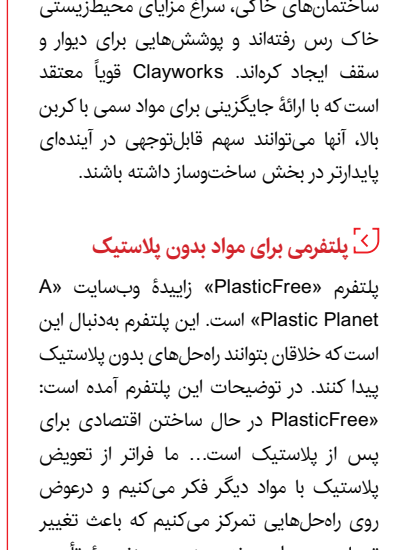 ساختمان‌های خاکی، سراغ مزایای محیط‌زیستی
خاک رس رفته‌اند و پوشش‌هایی برای دیوار و
سقف ایجاد کره‌اند. Clayworks قویاً معتقد
است که با ارائهٔ جایگزینی برای مواد سمی با کربن
بالا، آنها می‌توانند سهم قابل‌توجهی در آینده‌ای
پایدارتر در بخش ساخت‌وساز داشته باشند.
پلتفرمی برای مواد بدون پلاستیک
پلتفرم «PlasticFree» زاییدهٔ وب‌سایت «A
Plastic Planet» است. این پلتفرم به‌دنبال این
است که خلاقان بتوانند راه‌حل‌های بدون پلاستیک
پیدا کنند. در توضیحات این پلتفرم آمده است:
«PlasticFree در حال ساختن اقتصادی برای
پس از پلاستیک است... ما فراتر از تعویض
پلاستیک با مواد دیگر فکر می‌کنیم و درعوض
روی راه‌حل‌هایی تمرکز می‌کنیم که باعث تغییر